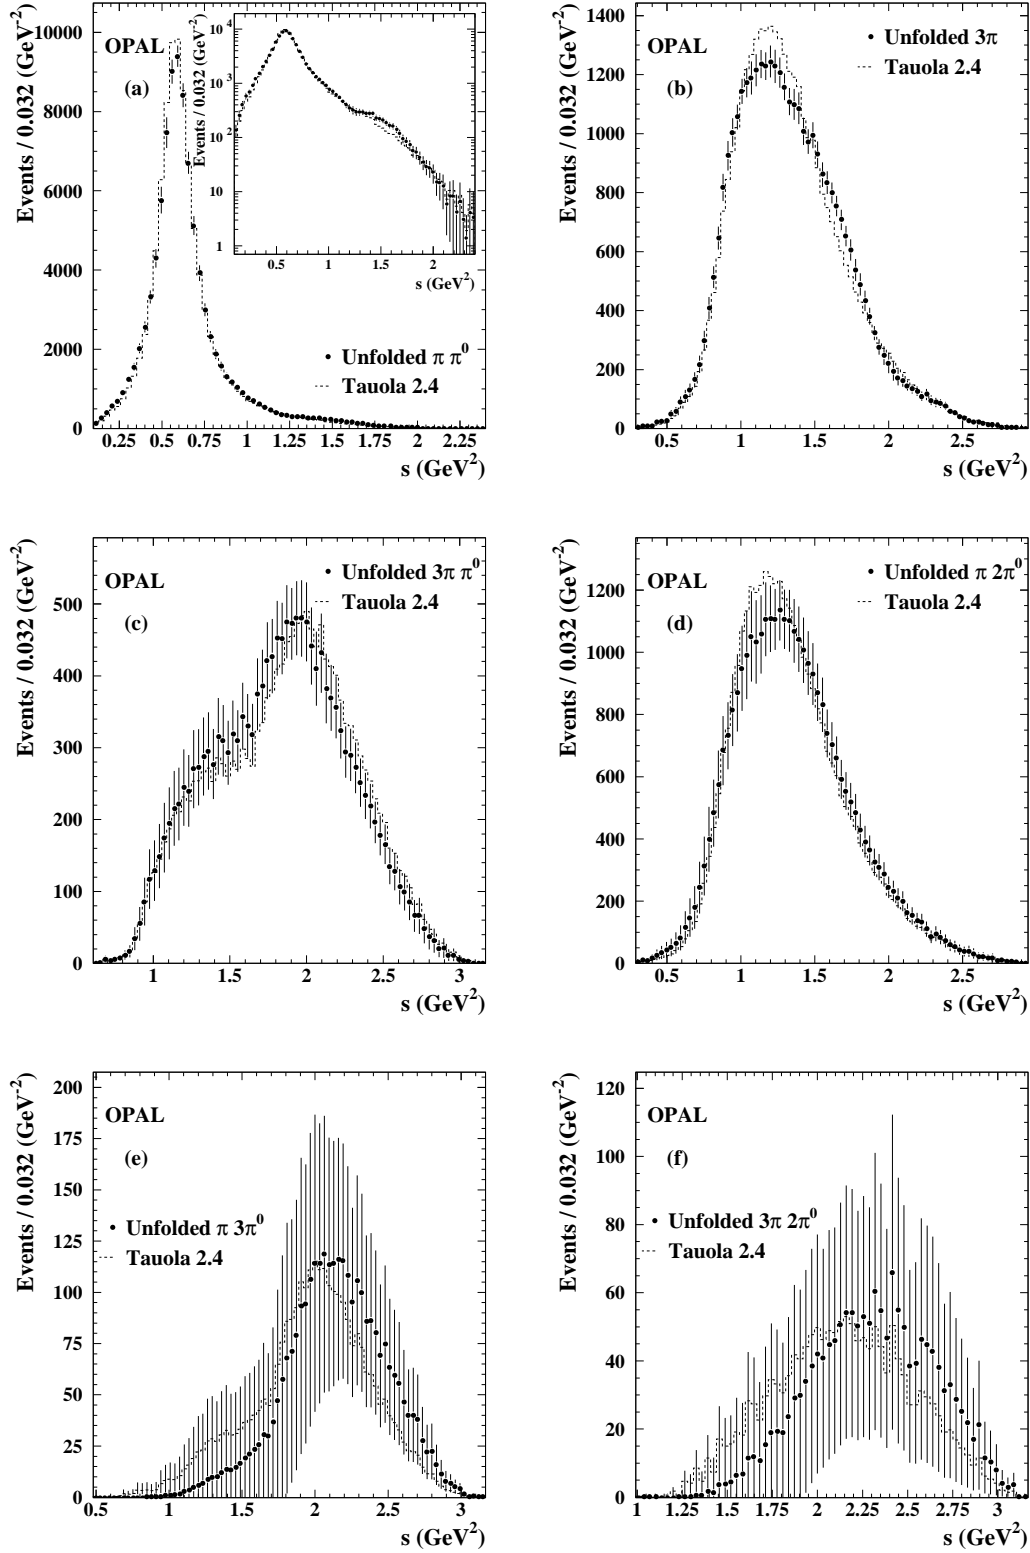 Events / 0.032 (GeV⁻²)
10000
8000
6000
4000
2000
0
OPAL
(a)
Events / 0.032 (GeV⁻²)
10⁴
10³
10²
10
1
0.5 1 1.5 2
s (GeV²)
Unfolded π π⁰
Tauola 2.4
0.25 0.5 0.75 1 1.25 1.5 1.75 2 2.25
s (GeV²)
Events / 0.032 (GeV⁻²)
1400
1200
1000
800
600
400
200
0
OPAL
(b)
Unfolded 3π
Tauola 2.4
0.5 1 1.5 2 2.5
s (GeV²)
Events / 0.032 (GeV⁻²)
500
400
300
200
100
0
OPAL
(c)
Unfolded 3π π⁰
Tauola 2.4
1 1.5 2 2.5 3
s (GeV²)
Events / 0.032 (GeV⁻²)
1200
1000
800
600
400
200
0
OPAL
(d)
Unfolded π 2π⁰
Tauola 2.4
0.5 1 1.5 2 2.5
s (GeV²)
Events / 0.032 (GeV⁻²)
200
175
150
125
100
75
50
25
0
OPAL
(e)
Unfolded π 3π⁰
Tauola 2.4
0.5 1 1.5 2 2.5 3
s (GeV²)
Events / 0.032 (GeV⁻²)
120
100
80
60
40
20
0
OPAL
(f)
Unfolded 3π 2π⁰
Tauola 2.4
1 1.25 1.5 1.75 2 2.25 2.5 2.75 3
s (GeV²)